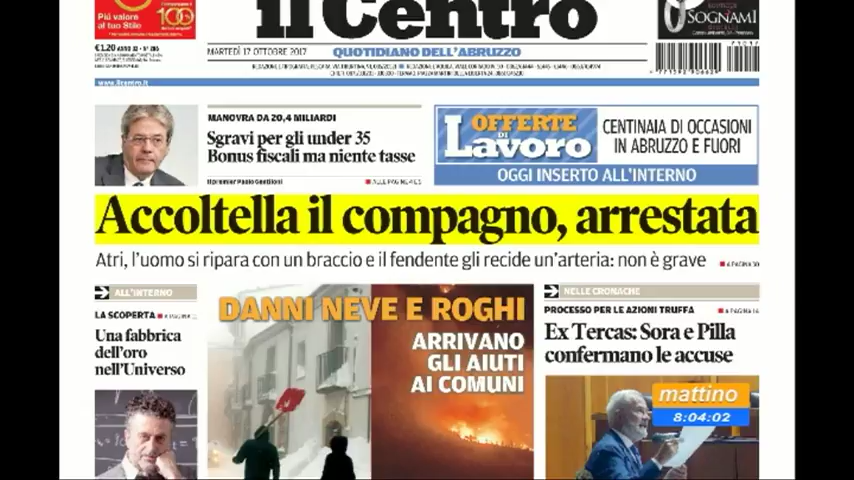 Più valore
al tuo Stile
100
il Centro
SOGNAMI
€ 1,20
MARTEDÌ 17 OTTOBRE 2017
QUOTIDIANO DELL'ABRUZZO
www.ilcentro.it
MANOVRA DA 20,4 MILIARDI
Sgravi per gli under 35
Bonus fiscali ma niente tasse
Il premier Paolo Gentiloni
OFFERTE
DI
Lavoro
CENTINAIA DI OCCASIONI
IN ABRUZZO E FUORI
OGGI INSERTO ALL'INTERNO
Accoltella il compagno, arrestata
Atri, l'uomo si ripara con un braccio e il fendente gli recide un'arteria: non è grave
ALL'INTERNO
LA SCOPERTA
Una fabbrica
dell'oro
nell'Universo
DANNI NEVE E ROGHI
ARRIVANO
GLI AIUTI
AI COMUNI
NELLE CRONACHE
PROCESSO PER LE AZIONI TRUFFA
Ex Tercas: Sora e Pilla
confermano le accuse
mattino
8:04:02